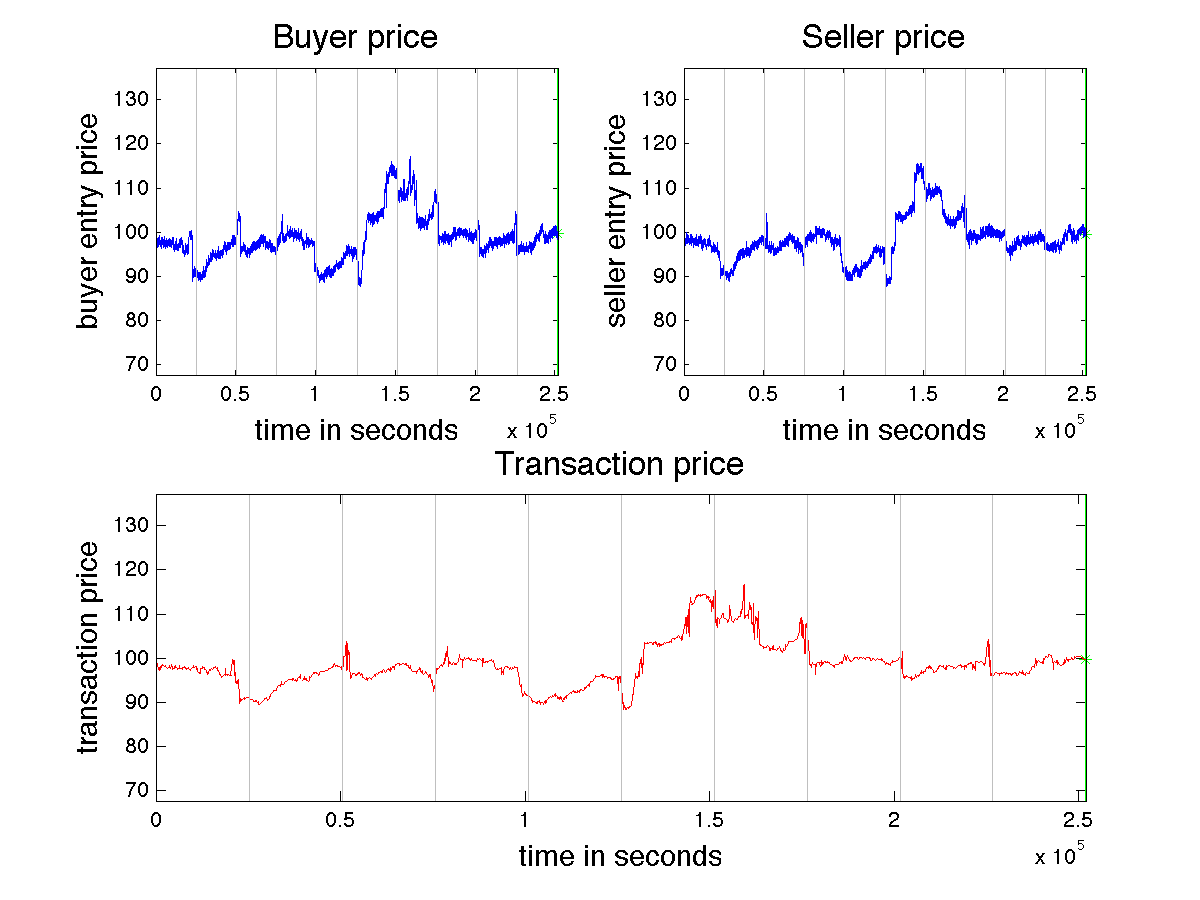 Buyer price
buyer entry price
130
120
110
100
90
80
70
0 0.5 1 1.5 2 2.5
time in seconds
x 10^5
Seller price
seller entry price
130
120
110
100
90
80
70
0 0.5 1 1.5 2 2.5
time in seconds
x 10^5
Transaction price
transaction price
130
120
110
100
90
80
70
0 0.5 1 1.5 2 2.5
time in seconds
x 10^5